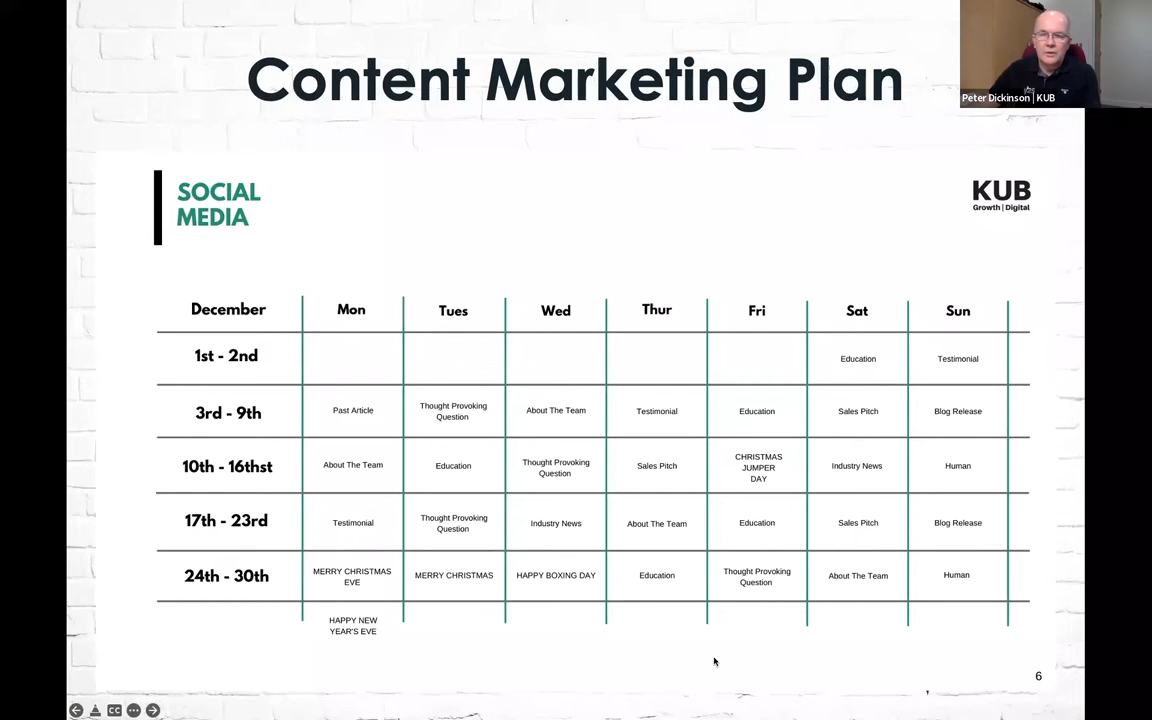 Content Marketing Plan
Peter Dickinson | KUB
SOCIAL
MEDIA
KUB
Growth | Digital
December Mon Tues Wed Thur Fri Sat Sun
1st - 2nd Education Testimonial
3rd - 9th Past Article Thought Provoking Question About The Team Testimonial Education Sales Pitch Blog Release
10th - 16thst About The Team Education Thought Provoking Question Sales Pitch CHRISTMAS JUMPER DAY Industry News Human
17th - 23rd Testimonial Thought Provoking Question Industry News About The Team Education Sales Pitch Blog Release
24th - 30th MERRY CHRISTMAS EVE MERRY CHRISTMAS HAPPY BOXING DAY Education Thought Provoking Question About The Team Human
HAPPY NEW
YEAR'S EVE
6
CC